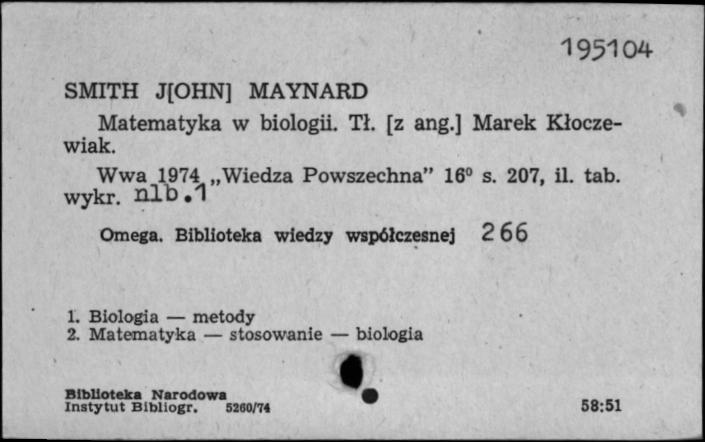 195104
SMITH J[OHN] MAYNARD
Matematyka w biologii. Tł. [z ang.] Marek Kłocze-
wiak.
Wwa 1974 „Wiedza Powszechna” 16⁰ s. 207, il. tab.
wykr. nlb.1
Omega. Biblioteka wiedzy współczesnej 266
1. Biologia — metody
2. Matematyka — stosowanie — biologia
Biblioteka Narodowa
Instytut Bibliogr. 5260/74 58:51